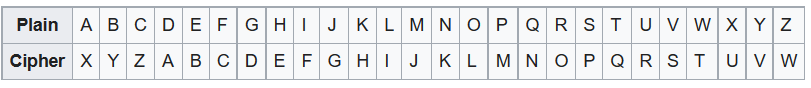 Plain A B C D E F G H I J K L M N O P Q R S T U V W X Y Z
Cipher X Y Z A B C D E F G H I J K L M N O P Q R S T U V W